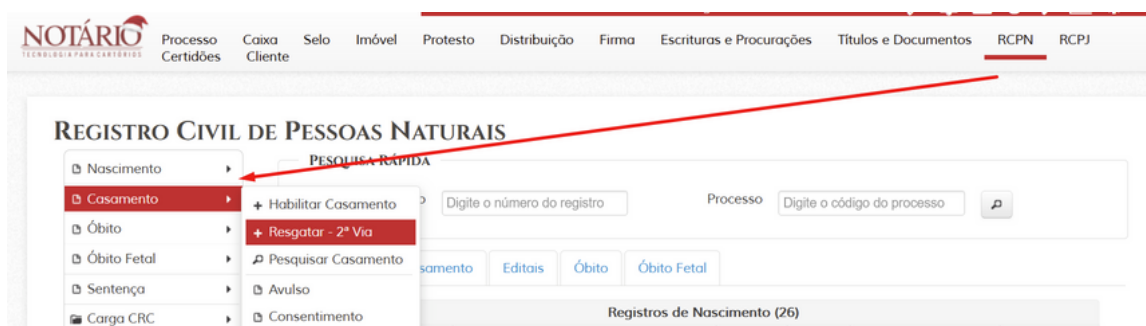 NOTÁRIO
TECNOLOGIA PARA CARTÓRIOS
Processo Caixa Selo Imóvel Protesto Distribuição Firma Escrituras e Procurações Títulos e Documentos RCPN RCPJ
Certidões Cliente
REGISTRO CIVIL DE PESSOAS NATURAIS
PESQUISA RÁPIDA
Nascimento
Casamento
+ Habilitar Casamento
Digite o número do registro
Processo
Digite o código do processo
Óbito
+ Resgatar - 2ª Via
Óbito Fetal
Pesquisar Casamento
Editais
Óbito
Óbito Fetal
Sentença
Avulso
Carga CRC
Consentimento
Registros de Nascimento (26)